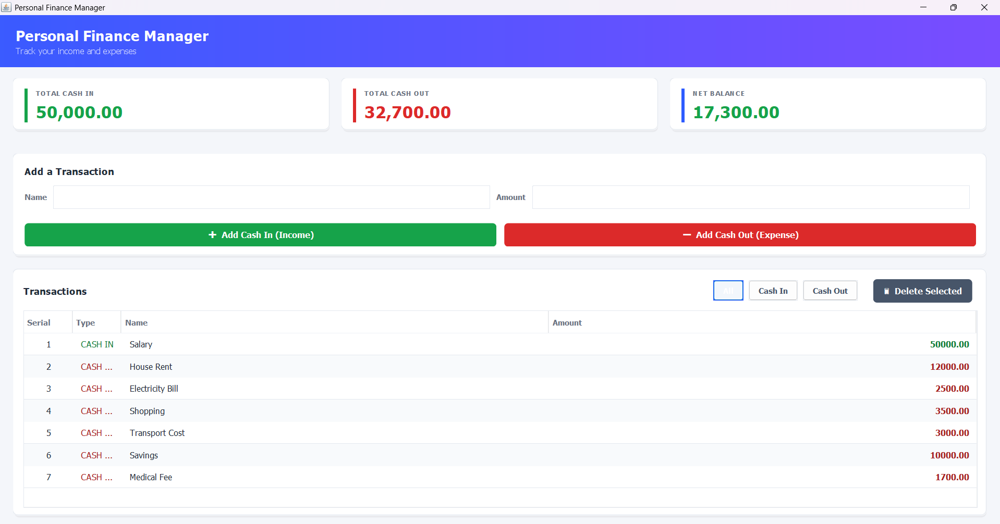 Personal Finance Manager
Personal Finance Manager
Track your income and expenses
TOTAL CASH IN
50,000.00
TOTAL CASH OUT
32,700.00
NET BALANCE
17,300.00
Add a Transaction
Name
Amount
+ Add Cash In (Income)
− Add Cash Out (Expense)
Transactions
All
Cash In
Cash Out
Delete Selected
Serial Type Name Amount
1 CASH IN Salary 50000.00
2 CASH ... House Rent 12000.00
3 CASH ... Electricity Bill 2500.00
4 CASH ... Shopping 3500.00
5 CASH ... Transport Cost 3000.00
6 CASH ... Savings 10000.00
7 CASH ... Medical Fee 1700.00